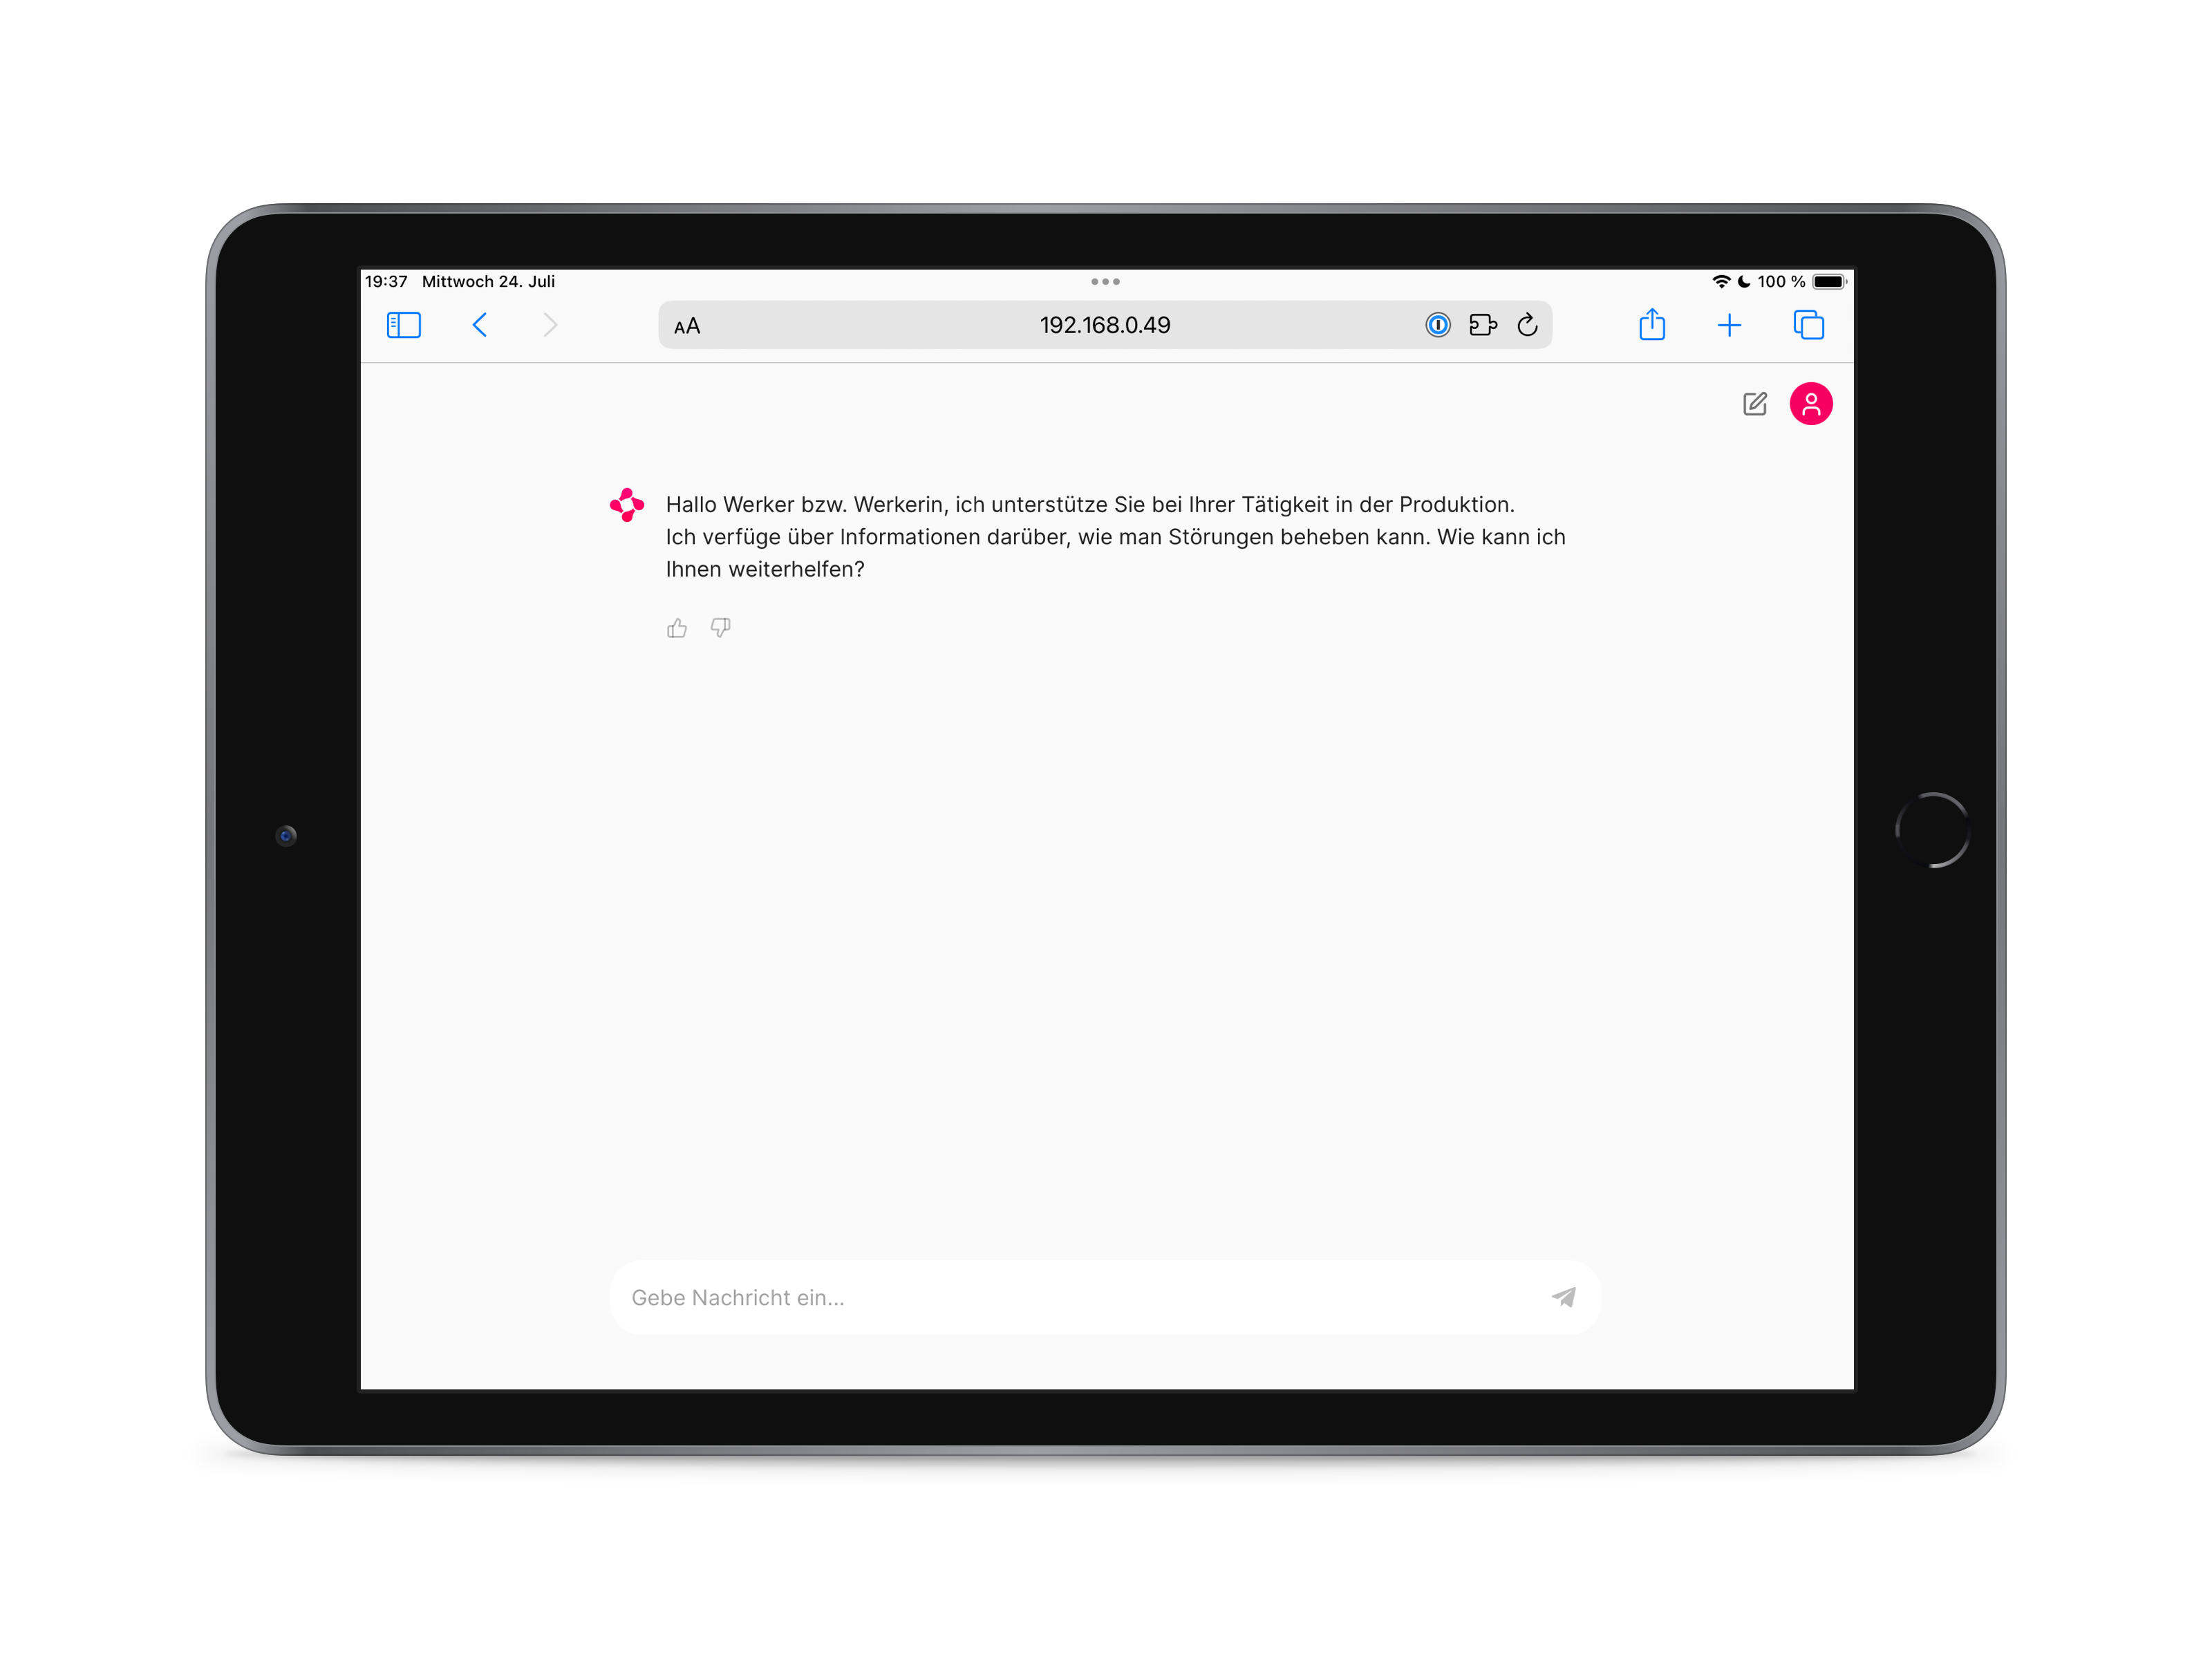 19:37 Mittwoch 24. Juli
100 %
AA
192.168.0.49
Hallo Werker bzw. Werkerin, ich unterstütze Sie bei Ihrer Tätigkeit in der Produktion.
Ich verfüge über Informationen darüber, wie man Störungen beheben kann. Wie kann ich
Ihnen weiterhelfen?
Gebe Nachricht ein...